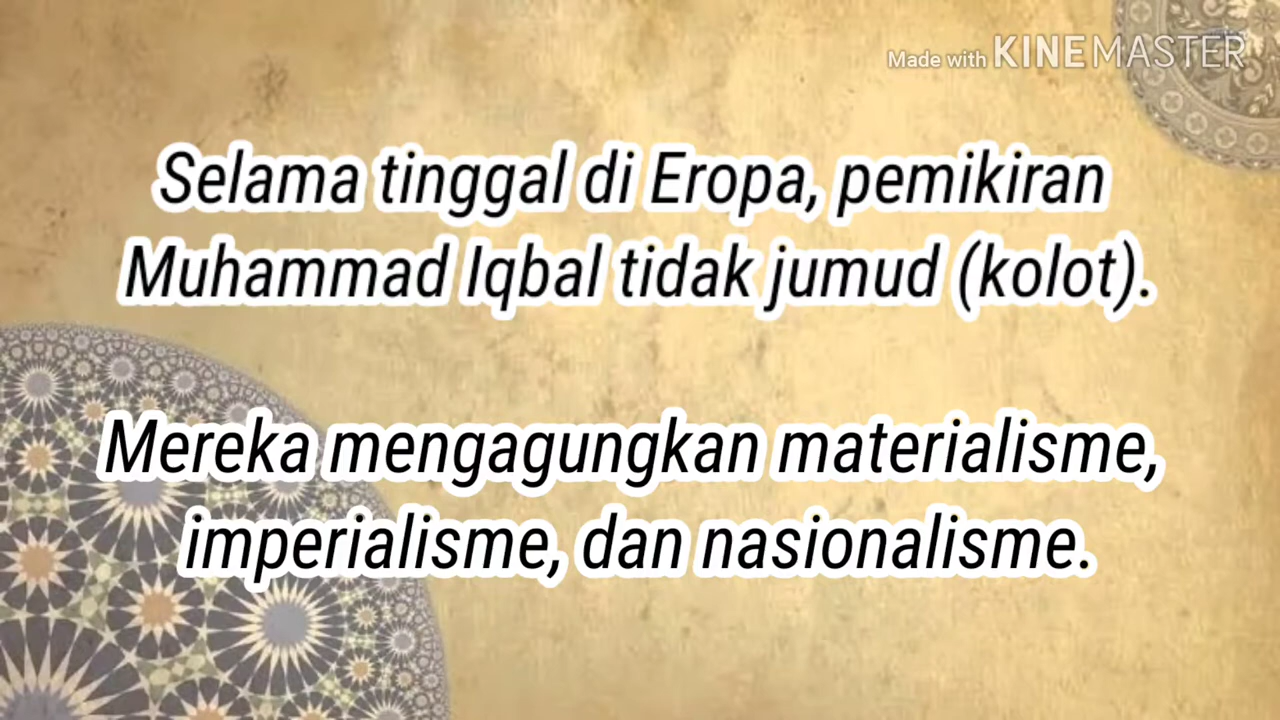 Made with KINEMASTER
Selama tinggal di Eropa, pemikiran
Muhammad Iqbal tidak jumud (kolot).
Mereka mengagungkan materialisme,
imperialisme, dan nasionalisme.